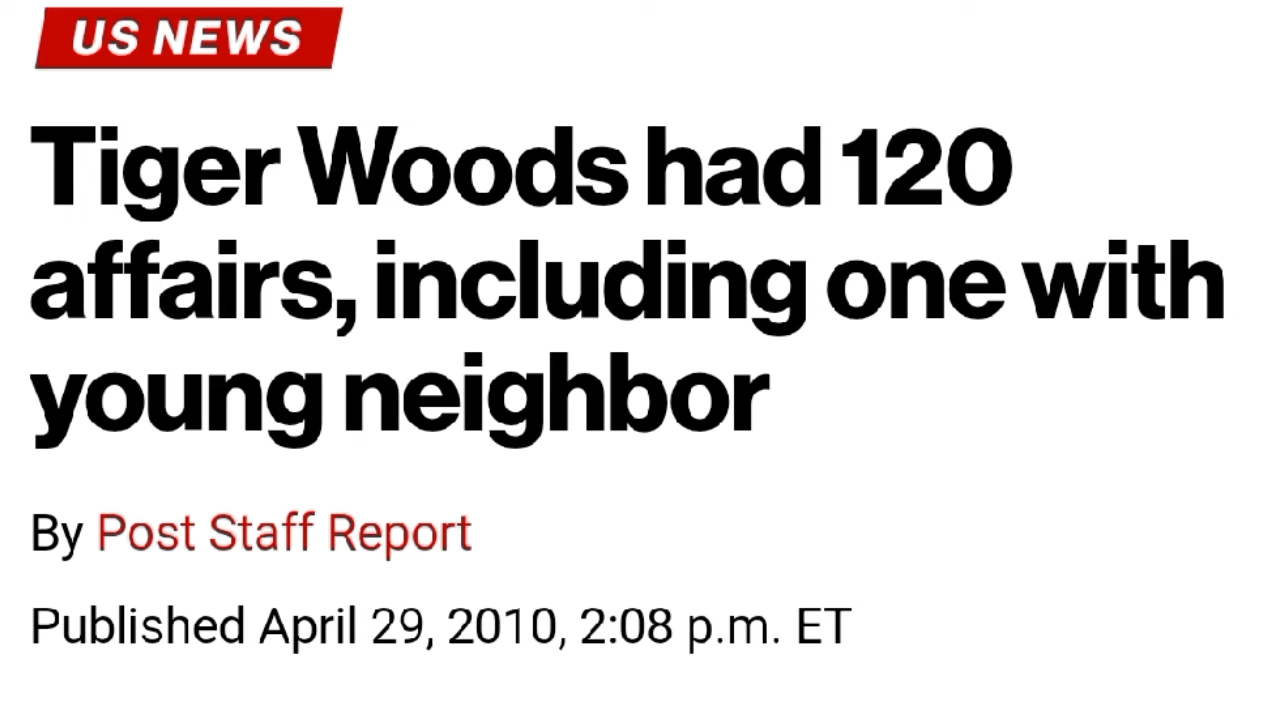 US NEWS
Tiger Woods had 120
affairs, including one with
young neighbor
By Post Staff Report
Published April 29, 2010, 2:08 p.m. ET